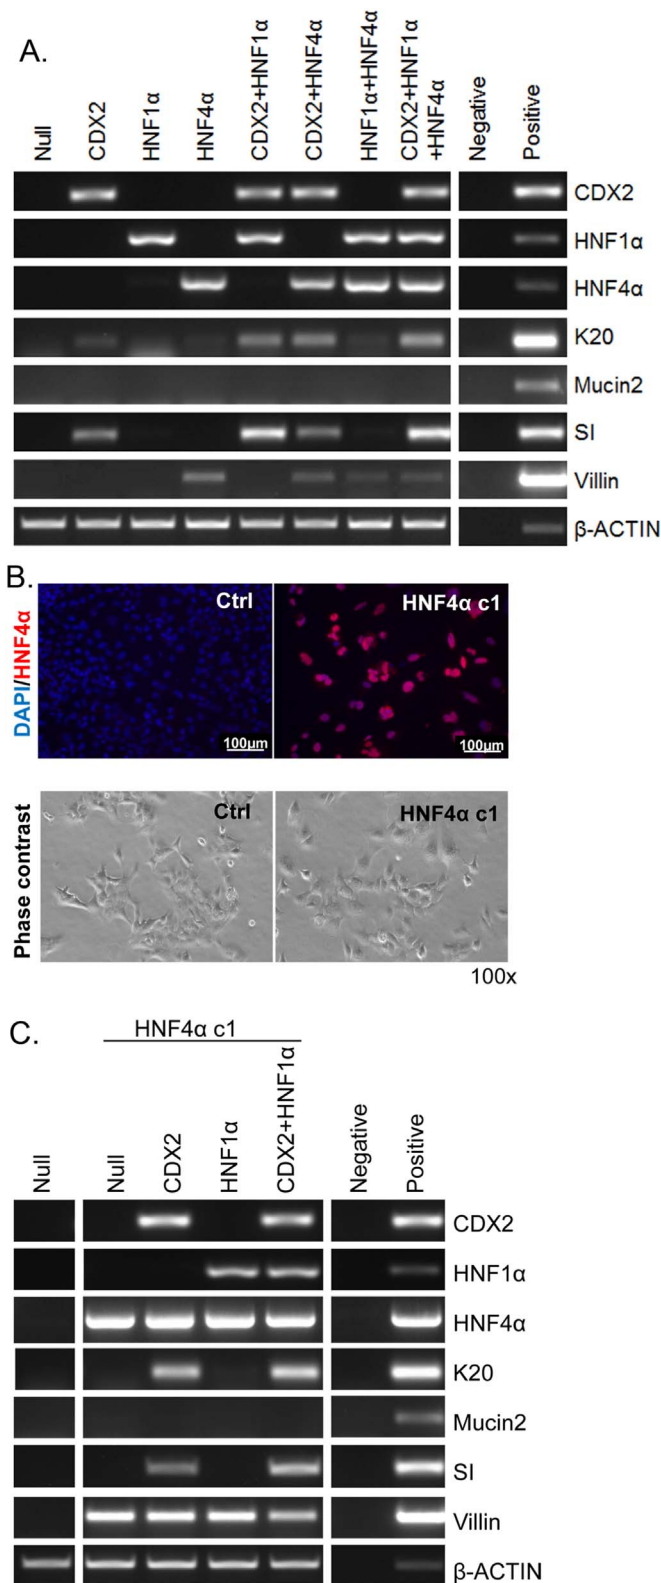 A.
Null
CDX2
HNF1α
HNF4α
CDX2+HNF1α
CDX2+HNF4α
HNF1α+HNF4α
CDX2+HNF1α
+HNF4α
Negative
Positive
CDX2
HNF1α
HNF4α
K20
Mucin2
SI
Villin
β-ACTIN
B.
DAPI/HNF4α
Ctrl
HNF4α c1
100μm
100μm
Phase contrast
Ctrl
HNF4α c1
100x
C.
HNF4α c1
Null
Null
CDX2
HNF1α
CDX2+HNF1α
Negative
Positive
CDX2
HNF1α
HNF4α
K20
Mucin2
SI
Villin
β-ACTIN